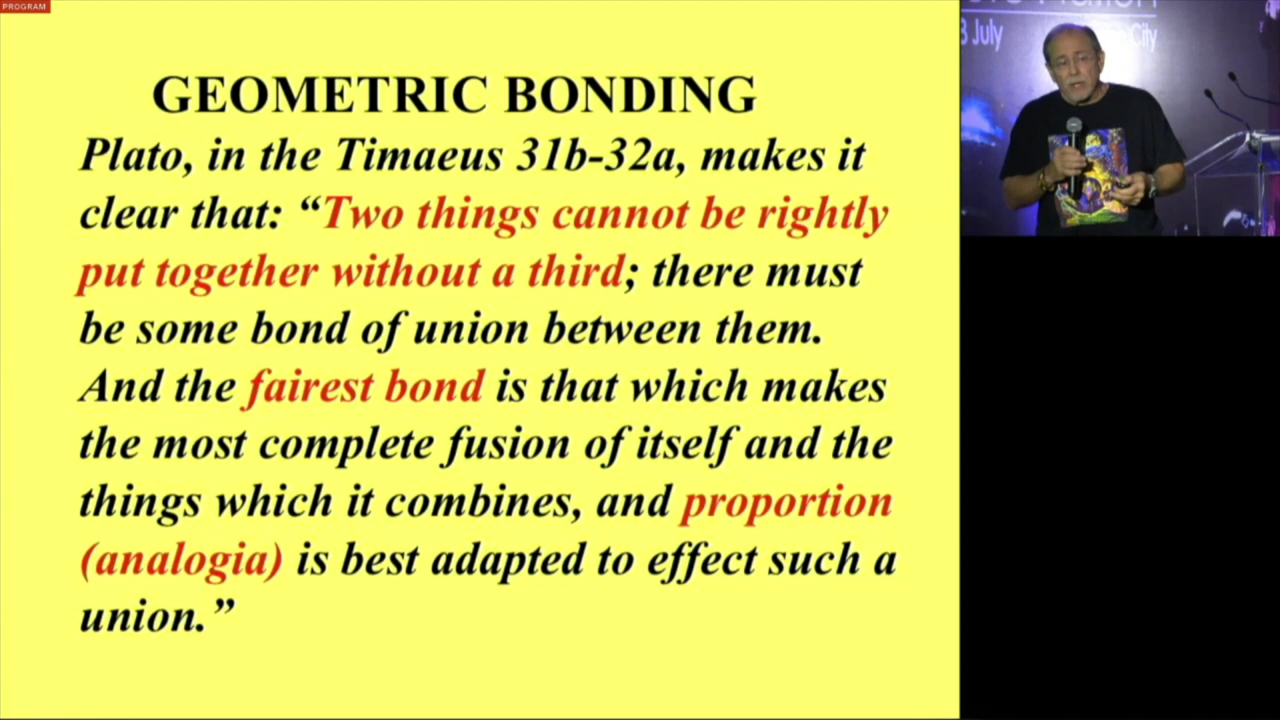 PROGRAM
GEOMETRIC BONDING
Plato, in the Timaeus 31b-32a, makes it
clear that: “Two things cannot be rightly
put together without a third; there must
be some bond of union between them.
And the fairest bond is that which makes
the most complete fusion of itself and the
things which it combines, and proportion
(analogia) is best adapted to effect such a
union.”
July
City